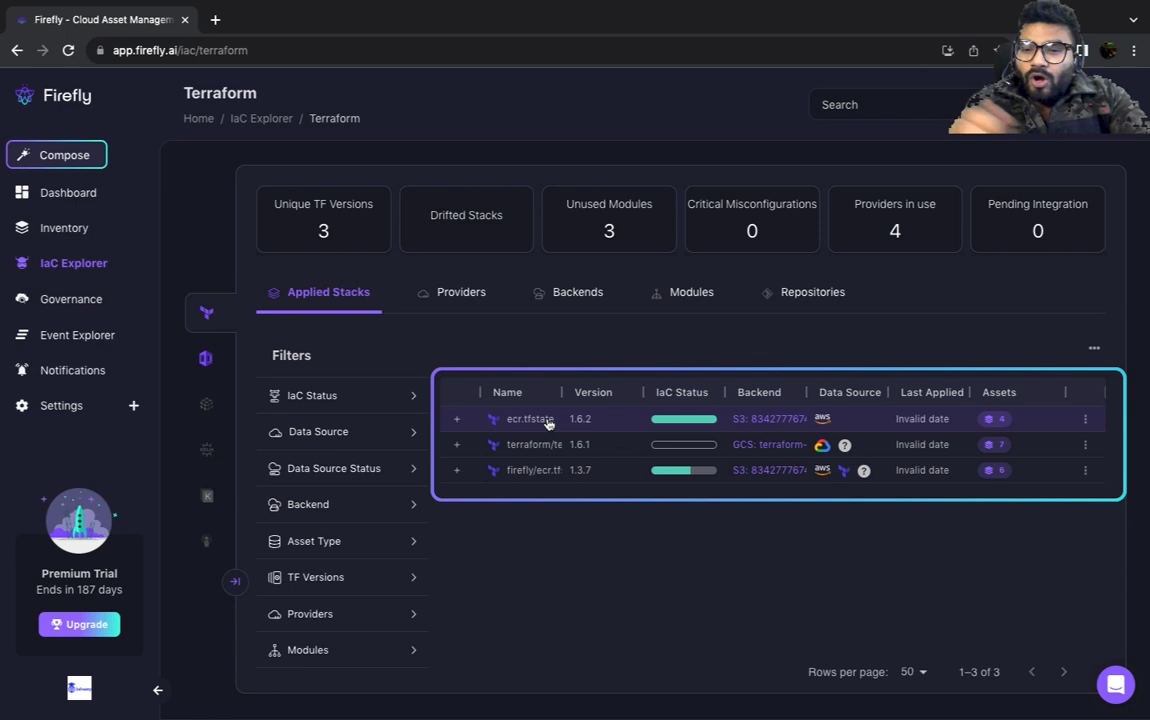 Firefly - Cloud Asset Managem
app.firefly.ai/iac/terraform
Firefly
Terraform
Home / IaC Explorer / Terraform
Search
Compose
Dashboard
Inventory
IaC Explorer
Governance
Event Explorer
Notifications
Settings
Premium Trial
Ends in 187 days
Upgrade
Unique TF Versions
3
Drifted Stacks
Unused Modules
3
Critical Misconfigurations
0
Providers in use
4
Pending Integration
0
Applied Stacks
Providers
Backends
Modules
Repositories
Filters
IaC Status
Data Source
Data Source Status
Backend
Asset Type
TF Versions
Providers
Modules
Name Version IaC Status Backend Data Source Last Applied Assets
ecr.tfstate 1.6.2 S3: 8342777674 aws Invalid date 4
terraform/te 1.6.1 GCS: terraform- ? Invalid date 7
firefly/ecr.tf 1.3.7 S3: 8342777674 aws ? Invalid date 6
Rows per page: 50 1–3 of 3